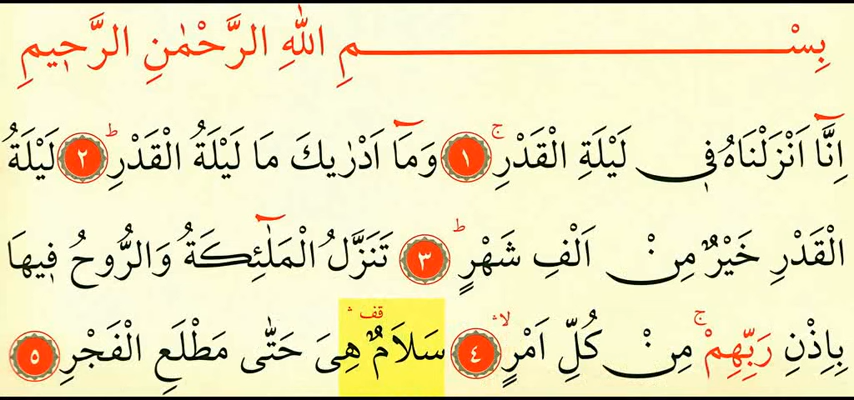 بِسْمِ اللهِ الرَّحْمٰنِ الرَّحٖيمِ
اِنَّٓا اَنْزَلْنَاهُ فٖى لَيْلَةِ الْقَدْرِۚ ﴿١﴾ وَمَٓا اَدْرٰيكَ مَا لَيْلَةُ الْقَدْرِؕ ﴿٢﴾ لَيْلَةُ
الْقَدْرِ خَيْرٌ مِنْ اَلْفِ شَهْرٍؕ ﴿٣﴾ تَنَزَّلُ الْمَلٰٓئِكَةُ وَالرُّوحُ فٖيهَا
بِاِذْنِ رَبِّهِمْۚ مِنْ كُلِّ اَمْرٍۙ ﴿٤﴾ سَلَامٌ قف هِىَ حَتّٰى مَطْلَعِ الْفَجْرِ ﴿٥﴾